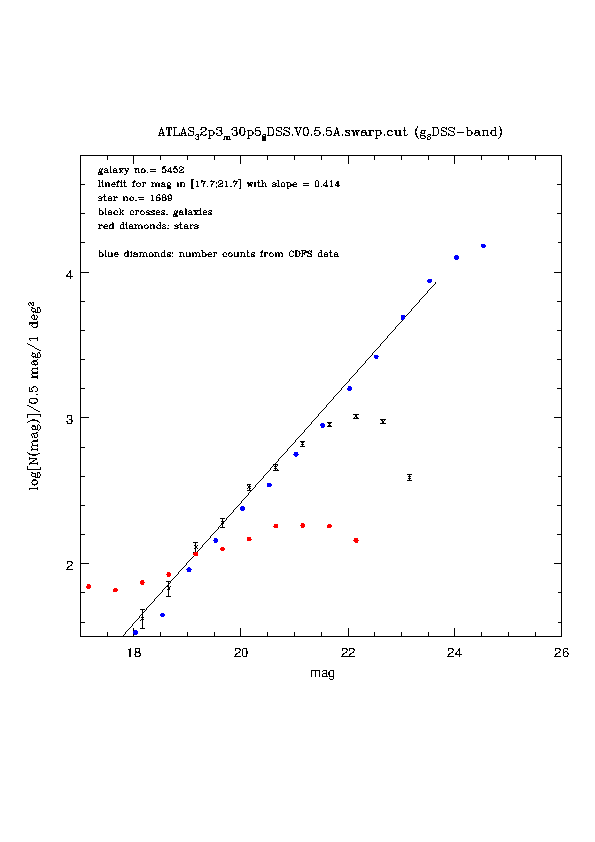 ATLAS_32p3_m30p5_gDSS.V0.5.5A.swarp.cut (g_SDSS-band)
galaxy no.= 5452
linefit for mag in [17.7;21.7] with slope = 0.414
star no.= 1689
black crosses: galaxies
red diamonds: stars
blue diamonds: number counts from CDFS data
log[N(mag)]/0.5 mag/1 deg²
4
3
2
18 20 22 24 26
mag